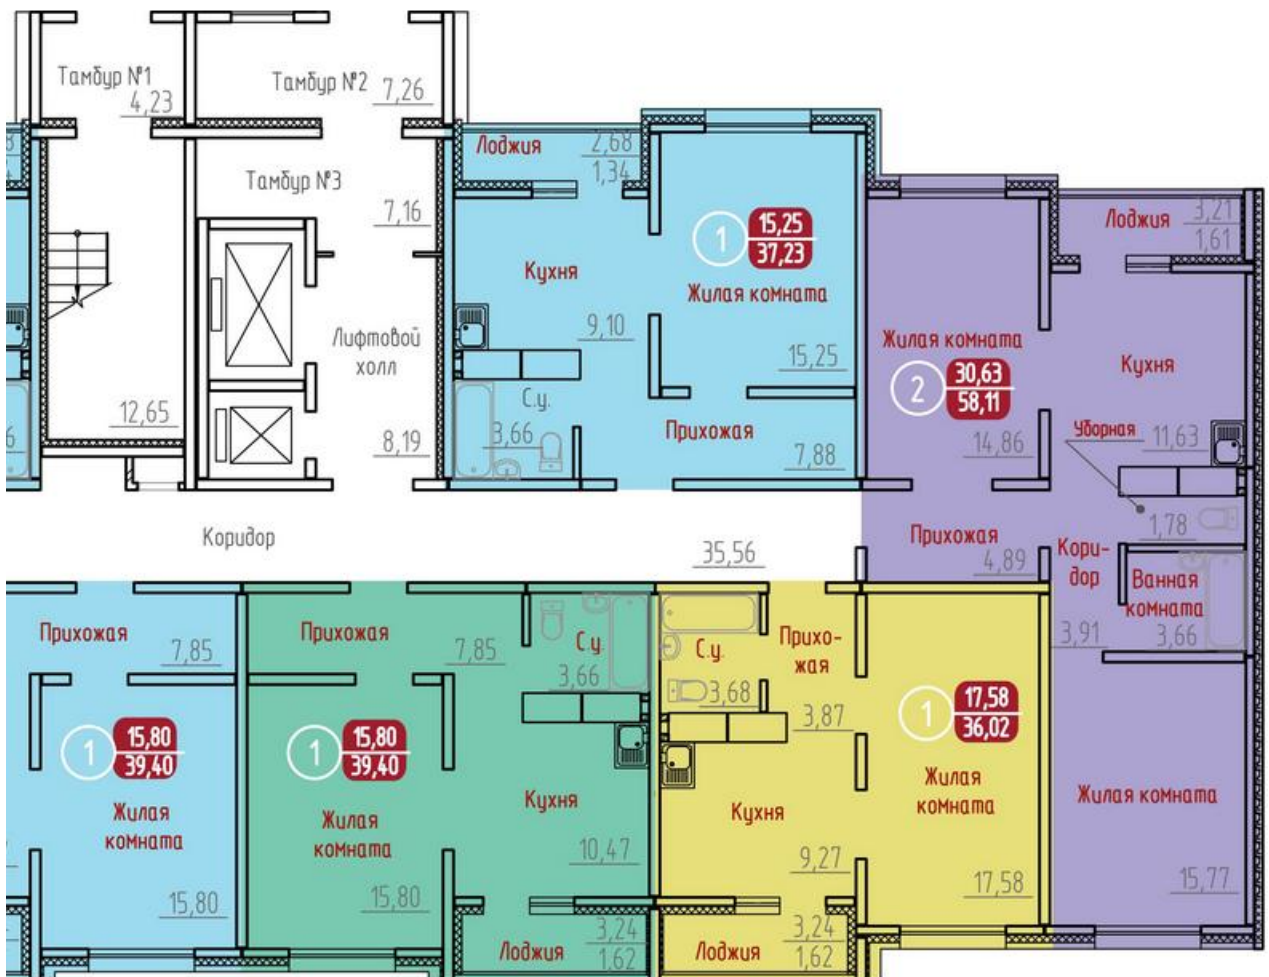 Тамбур №1
4,23
Тамбур №2
7,26
Тамбур №3
7,16
Лифтовой
холл
8,19
12,65
Коридор
35,56
Лоджия
2,68
1,34
Кухня
9,10
С.у.
3,66
1
15,25
37,23
Жилая комната
15,25
Прихожая
7,88
Лоджия
3,21
1,61
Жилая комната
2
30,63
58,11
14,86
Кухня
11,63
Уборная
1,78
Прихожая
4,89
Кори-
дор
3,91
Ванная
комната
3,66
Жилая комната
15,77
Прихожая
7,85
1
15,80
39,40
Жилая
комната
15,80
Прихожая
7,85
С.у.
3,66
1
15,80
39,40
Жилая
комната
15,80
Кухня
10,47
Лоджия
3,24
1,62
С.у.
3,68
Прихо-
жая
3,87
Кухня
9,27
1
17,58
36,02
Жилая
комната
17,58
Лоджия
3,24
1,62